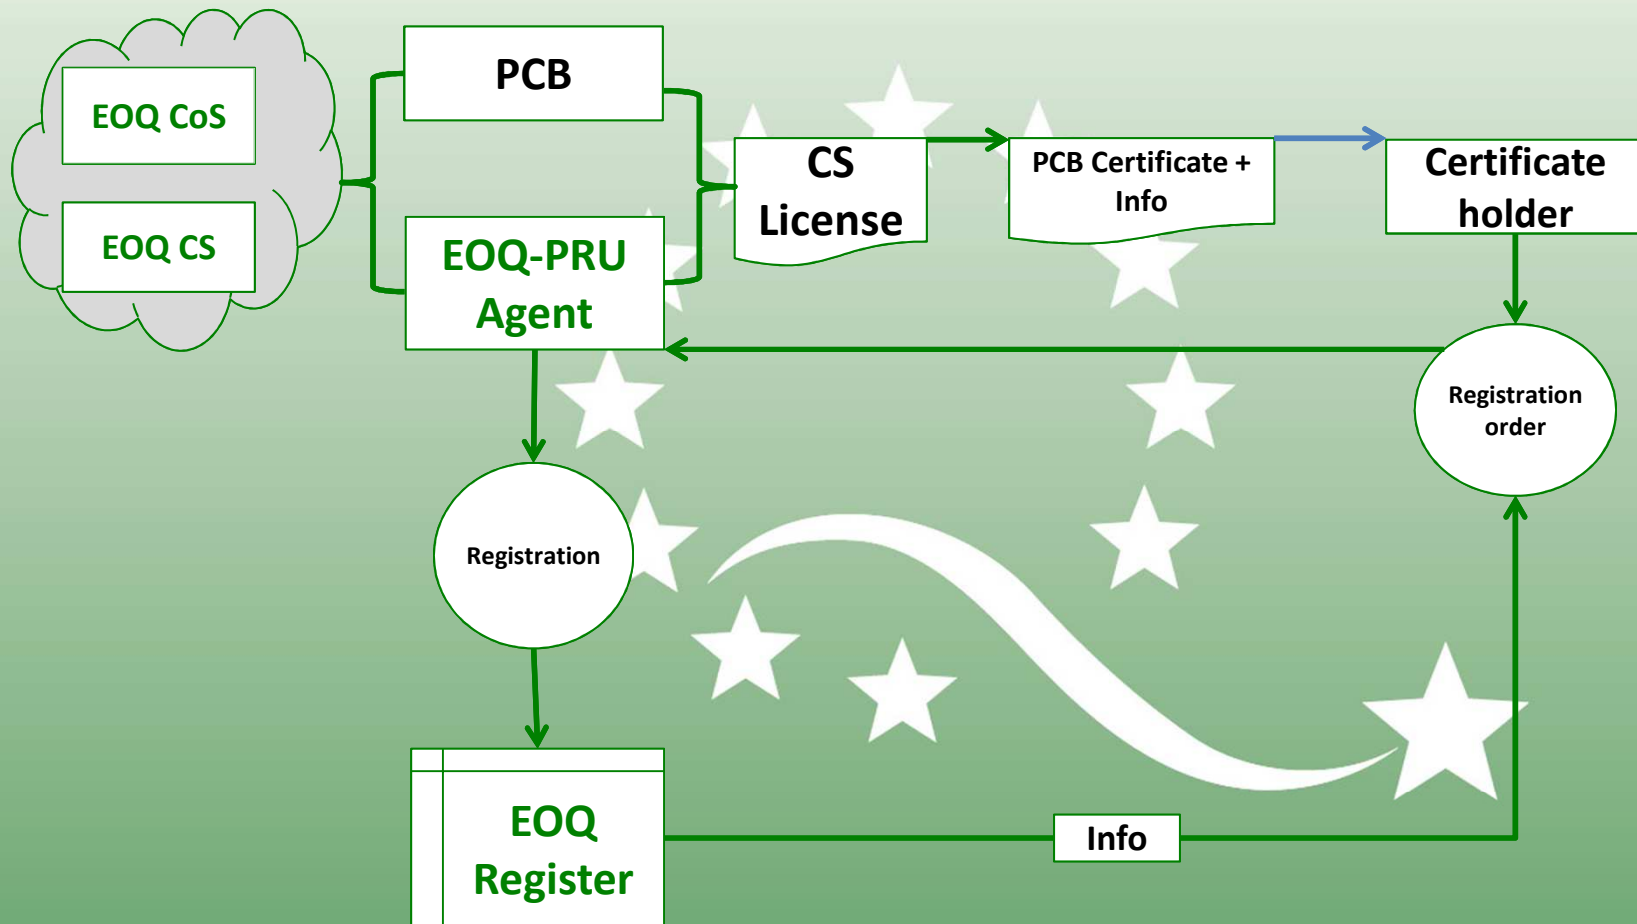 EOQ CoS
EOQ CS
PCB
EOQ-PRU
Agent
CS
License
PCB Certificate +
Info
Certificate
holder
Registration
order
Registration
EOQ
Register
Info